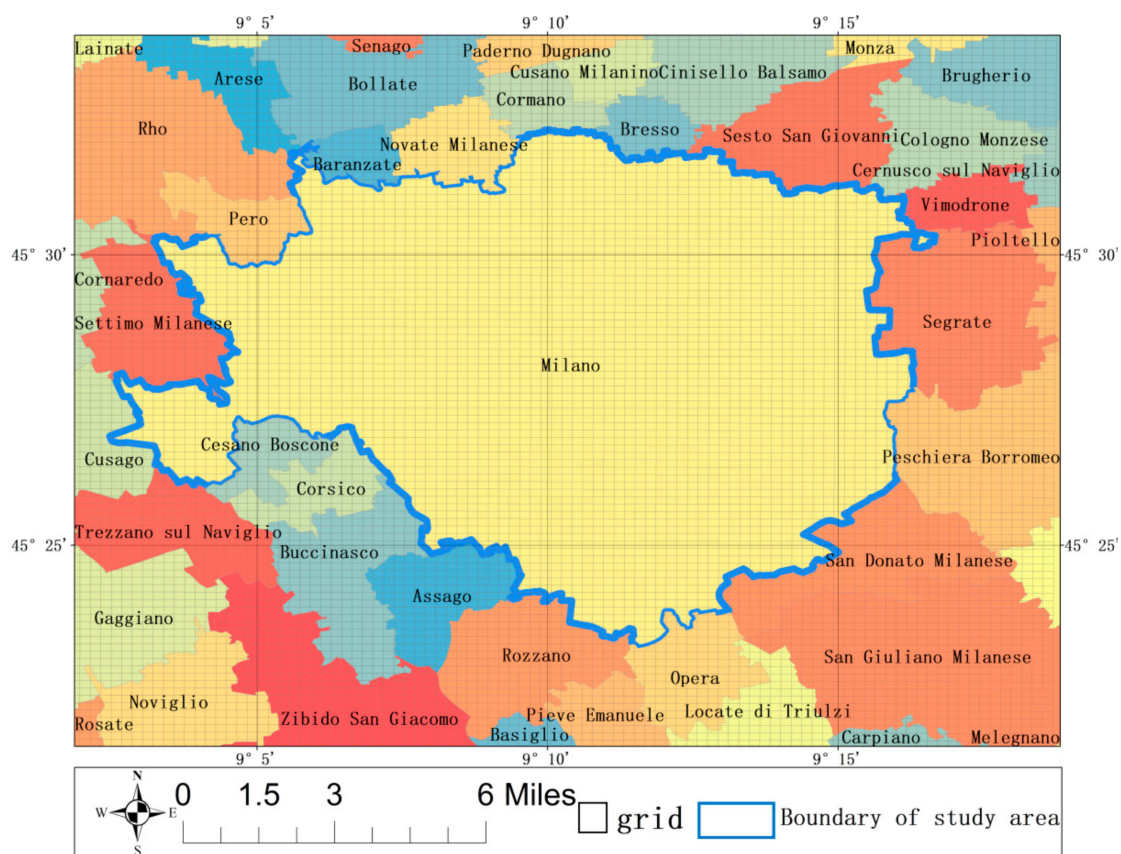 9° 5′ 9° 10′ 9° 15′
Lainate Senago Paderno Dugnano Monza
Arese Bollate Cusano Milanino Cinisello Balsamo Brugherio
Cormano
Rho Bresso Sesto San Giovanni Cologno Monzese
Novate Milanese
Baranzate Cernusco sul Naviglio
Vimodrone
Pero Pioltello
45° 30′ 45° 30′
Cornaredo
Settimo Milanese Segrate
Milano
Cesano Boscone
Cusago Peschiera Borromeo
Corsico
Trezzano sul Naviglio
45° 25′ Buccinasco 45° 25′
San Donato Milanese
Assago
Gaggiano
Rozzano San Giuliano Milanese
Opera
Noviglio
Rosate Zibido San Giacomo Pieve Emanuele Locate di Triulzi
Basiglio Carpiano Melegnano
9° 5′ 9° 10′ 9° 15′
N
W E
S
0 1.5 3 6 Miles
grid
Boundary of study area